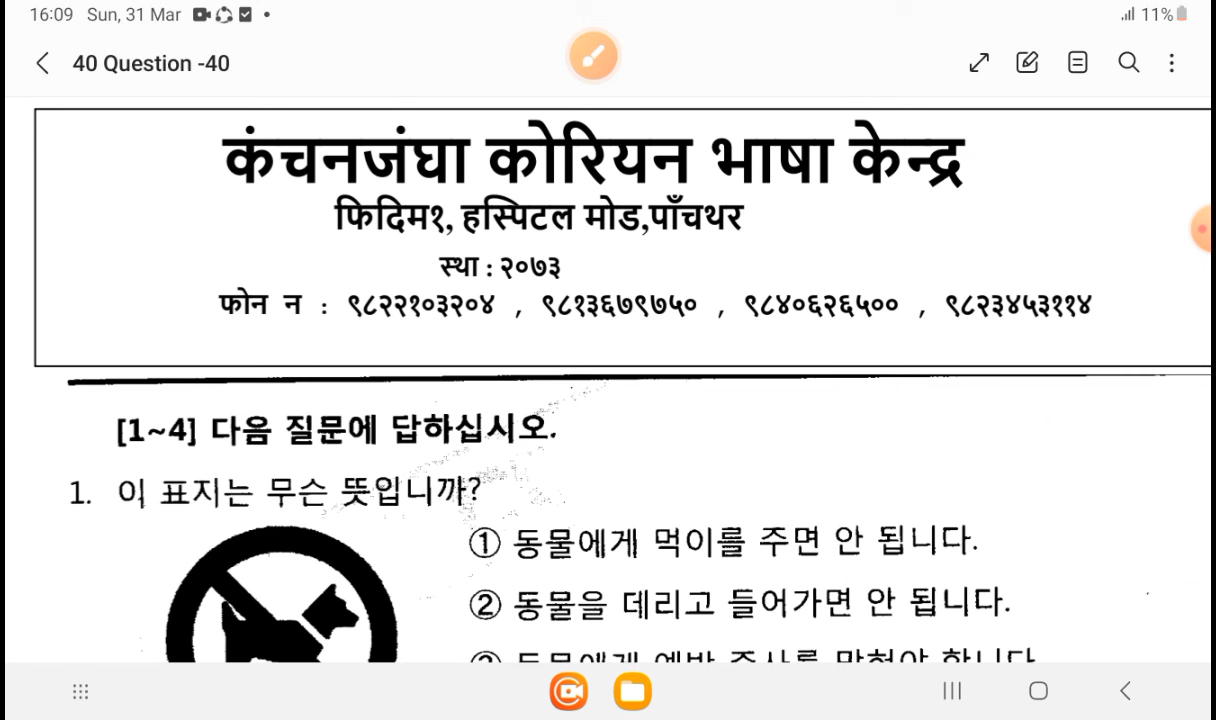 16:09 Sun, 31 Mar
11%
40 Question -40
कंचनजंघा कोरियन भाषा केन्द्र
फिदिम१, हस्पिटल मोड,पाँचथर
स्था : २०७३
फोन न : ९८२२१०३२०४ , ९८१३६७९७५० , ९८४०६२६५०० , ९८२३४५३११४
[1~4] 다음 질문에 답하십시오.
1. 이 표지는 무슨 뜻입니까?
① 동물에게 먹이를 주면 안 됩니다.
② 동물을 데리고 들어가면 안 됩니다.